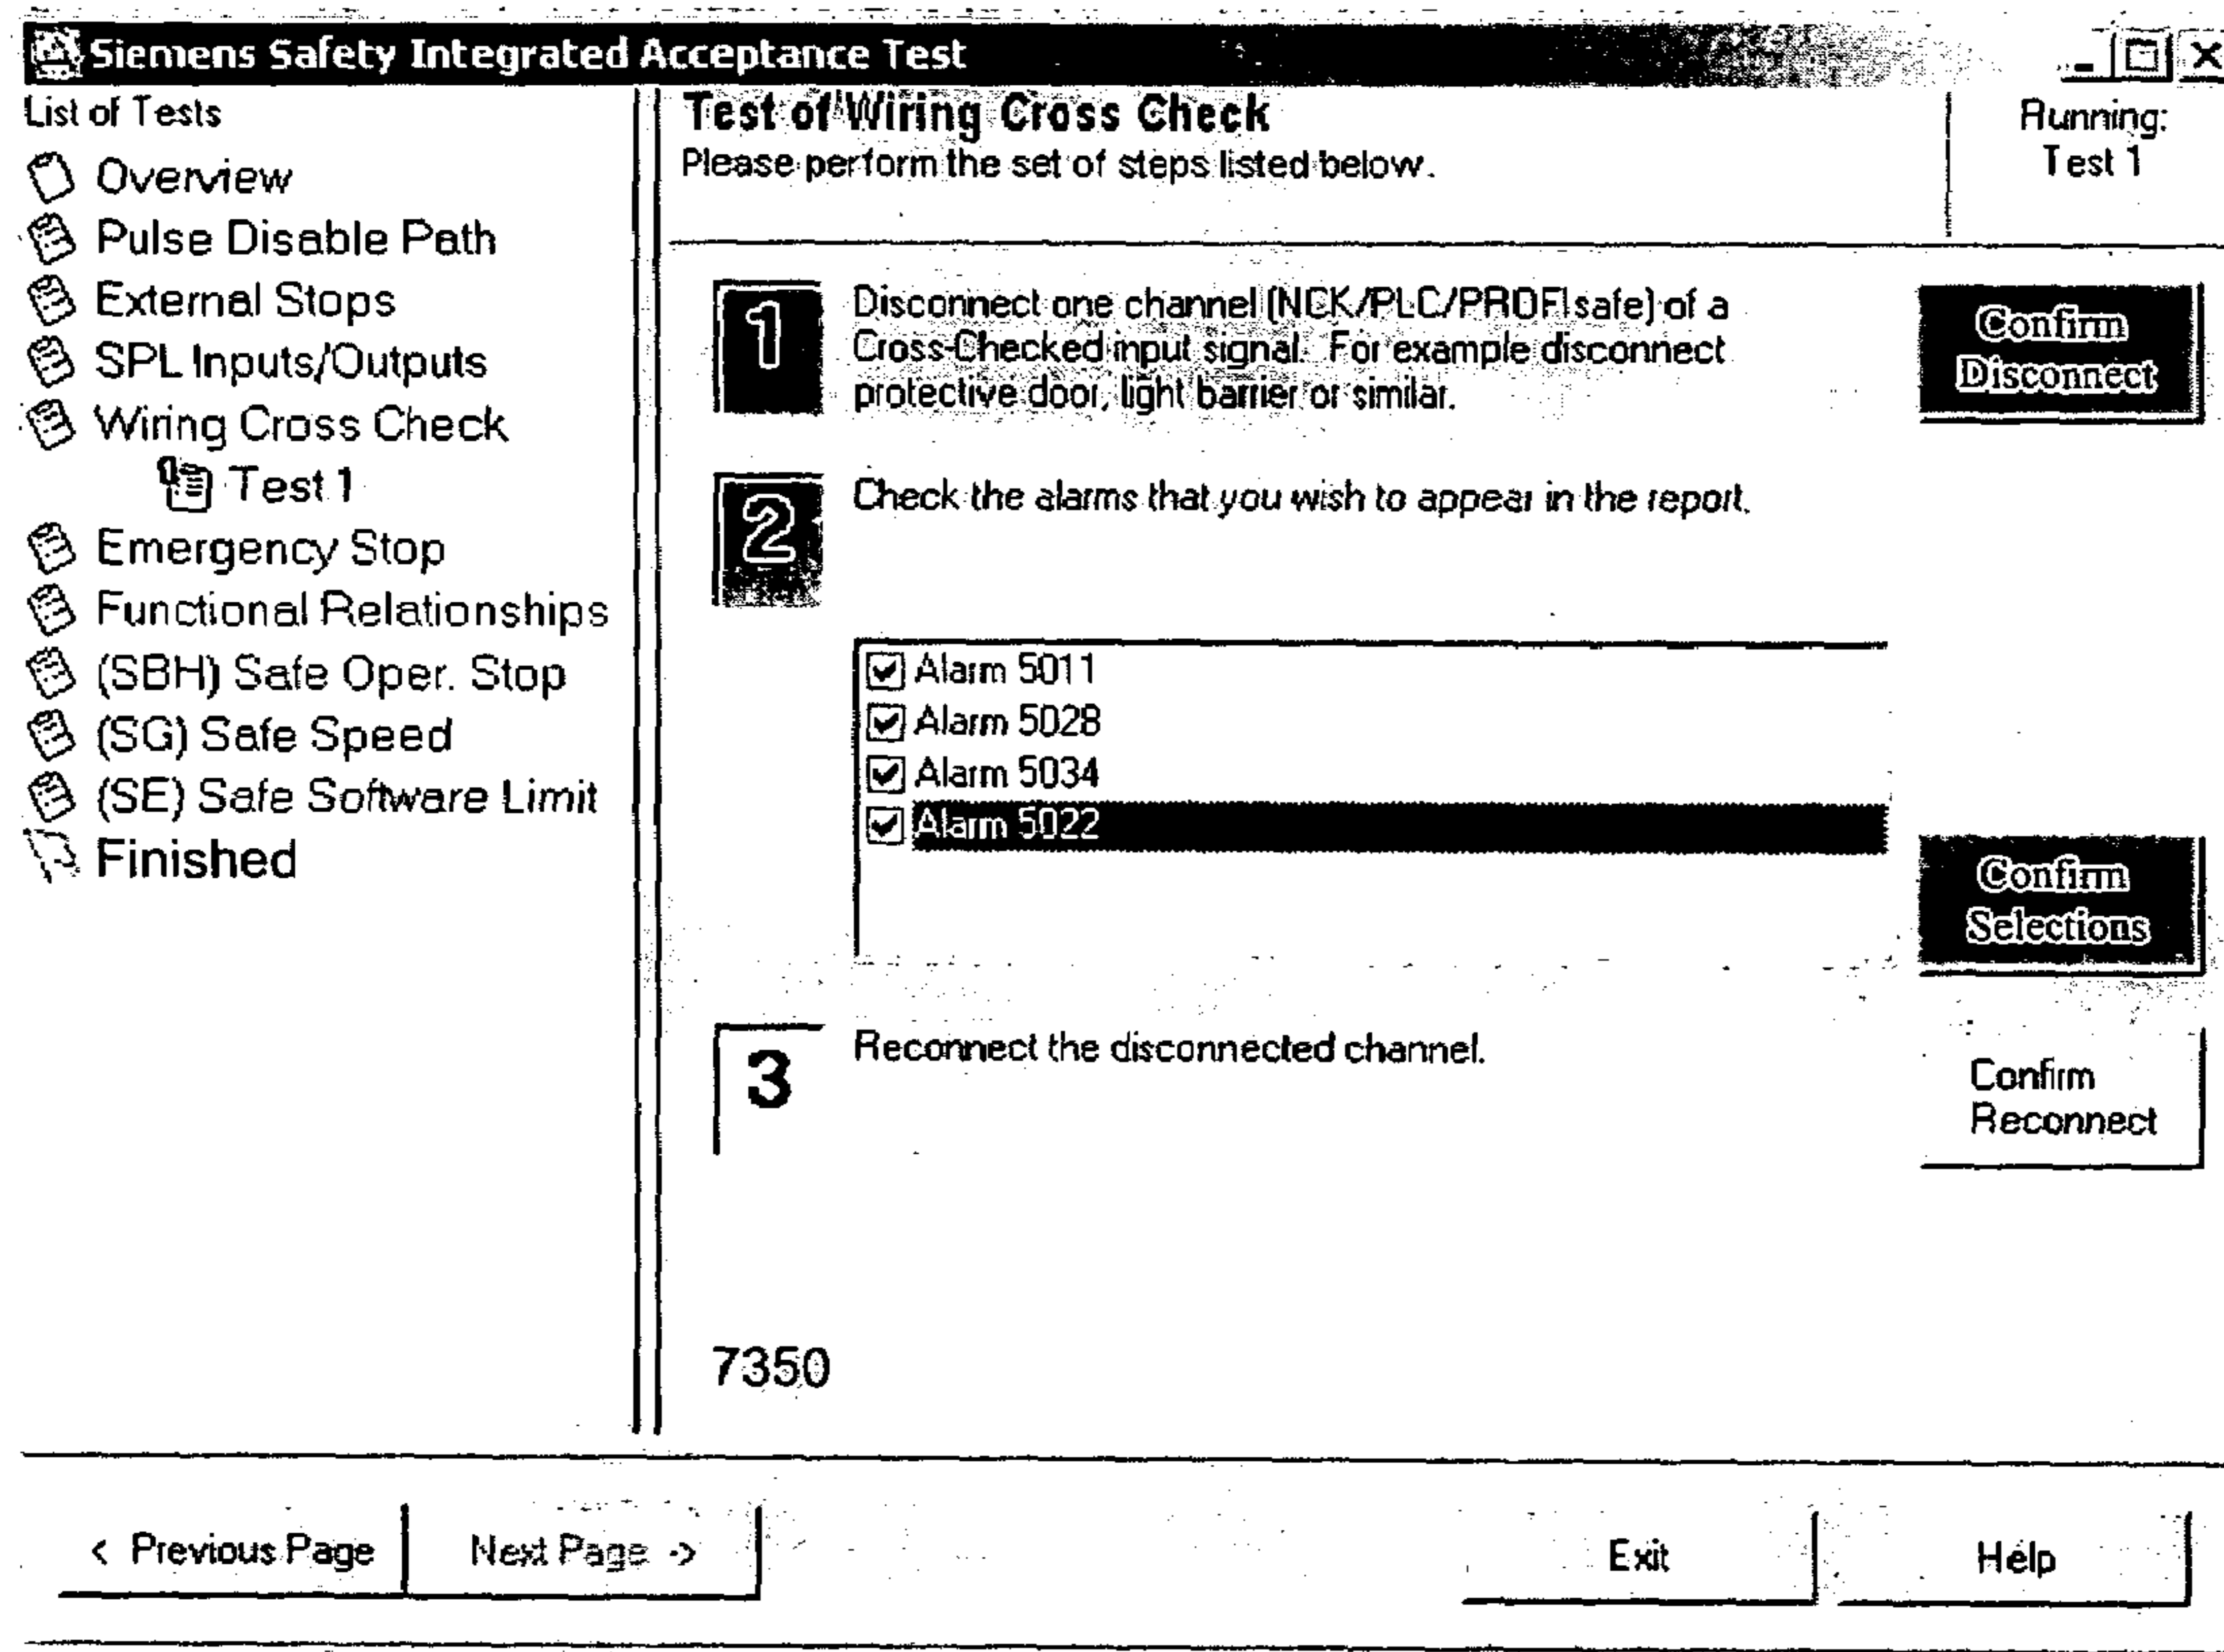 Siemens Safety Integrated Acceptance Test
List of Tests
Overview
Pulse Disable Path
External Stops
SPL Inputs/Outputs
Wiring Cross Check
Test 1
Emergency Stop
Functional Relationships
(SBH) Safe Oper. Stop
(SG) Safe Speed
(SE) Safe Software Limit
Finished
Test of Wiring Cross Check
Please perform the set of steps listed below.
Running:
Test 1
1
Disconnect one channel (NCK/PLC/PROFIsafe) of a
Cross-Checked input signal. For example disconnect
protective door, light barrier or similar.
Confirm
Disconnect
2
Check the alarms that you wish to appear in the report.
Alarm 5011
Alarm 5028
Alarm 5034
Alarm 5022
Confirm
Selections
3
Reconnect the disconnected channel.
Confirm
Reconnect
7350
< Previous Page
Next Page ->
Exit
Help